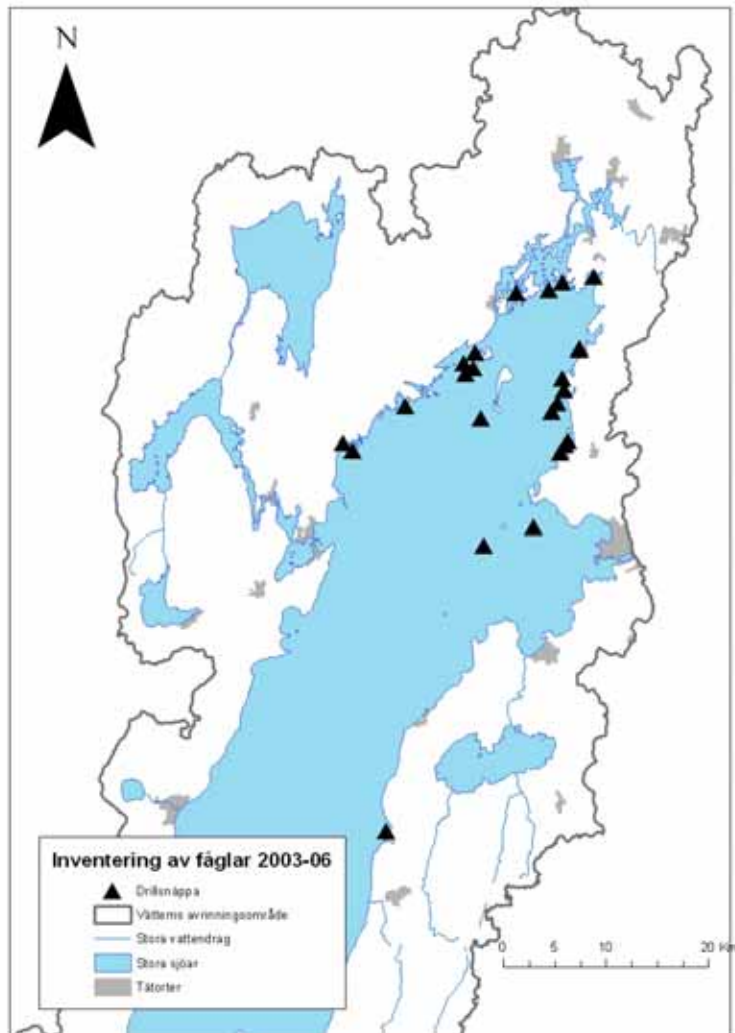 N
Inventering av fåglar 2003-06
Drillsnäppa
Vätterns avrinningsområde
Stora vattendrag
Stora sjöar
Tätorter
0 5 10 20 Km